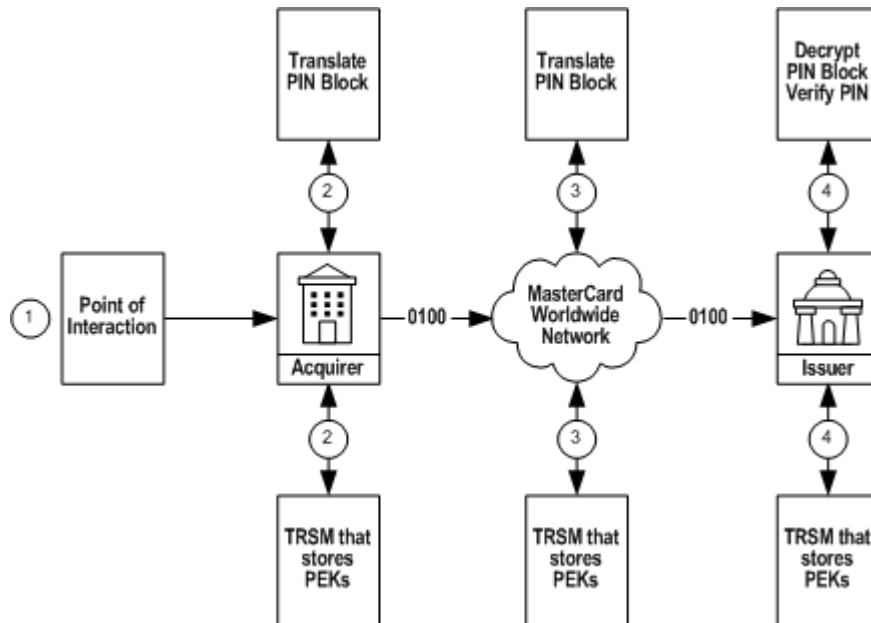 Translate
PIN Block
Translate
PIN Block
Decrypt
PIN Block
Verify PIN
2
3
4
1
Point of
Interaction
Acquirer
0100
MasterCard
Worldwide
Network
0100
Issuer
2
3
4
TRSM that
stores
PEKs
TRSM that
stores
PEKs
TRSM that
stores
PEKs